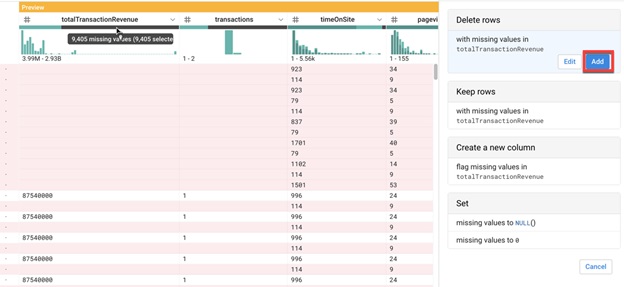 Preview
# totalTransactionRevenue # transactions # timeOnSite # pagevi
9,405 missing values (9,405 selecte
3.99M - 2.93B 1 - 2 1 - 5.56k 1 - 155
- 923 34
- 114 9
- 923 34
- 79 5
- 114 9
- 837 39
- 79 5
- 1701 40
- 79 5
- 1102 14
- 114 9
- 1501 53
- 87540000 1 996 24
- 114 9
- 87540000 1 996 24
- 114 9
- 87540000 1 996 24
- 114 9
- 87540000 1 996 24
- 114 9
- 87540000 1 996 24
Delete rows
with missing values in
totalTransactionRevenue
Edit Add
Keep rows
with missing values in
totalTransactionRevenue
Create a new column
flag missing values in
totalTransactionRevenue
Set
missing values to NULL()
missing values to 0
Cancel